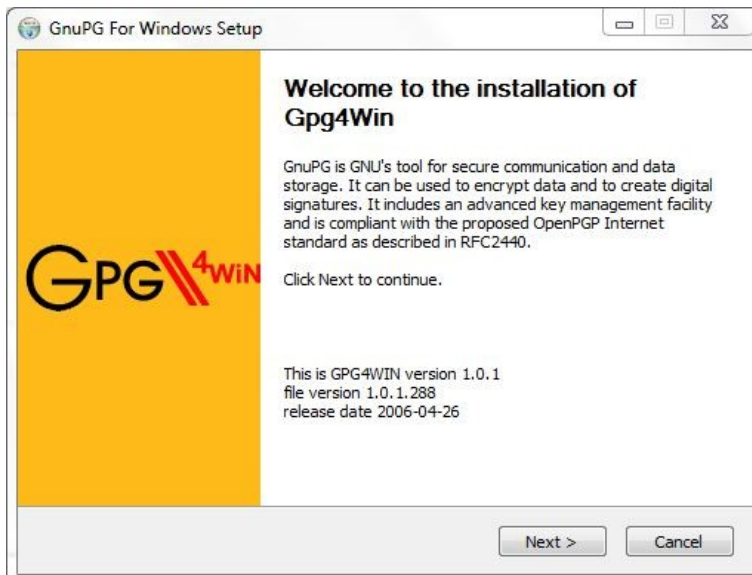 GnuPG For Windows Setup
Welcome to the installation of
Gpg4Win
GnuPG is GNU's tool for secure communication and data
storage. It can be used to encrypt data and to create digital
signatures. It includes an advanced key management facility
and is compliant with the proposed OpenPGP Internet
standard as described in RFC2440.
GPG4WiN
Click Next to continue.
This is GPG4WIN version 1.0.1
file version 1.0.1.288
release date 2006-04-26
Next >
Cancel